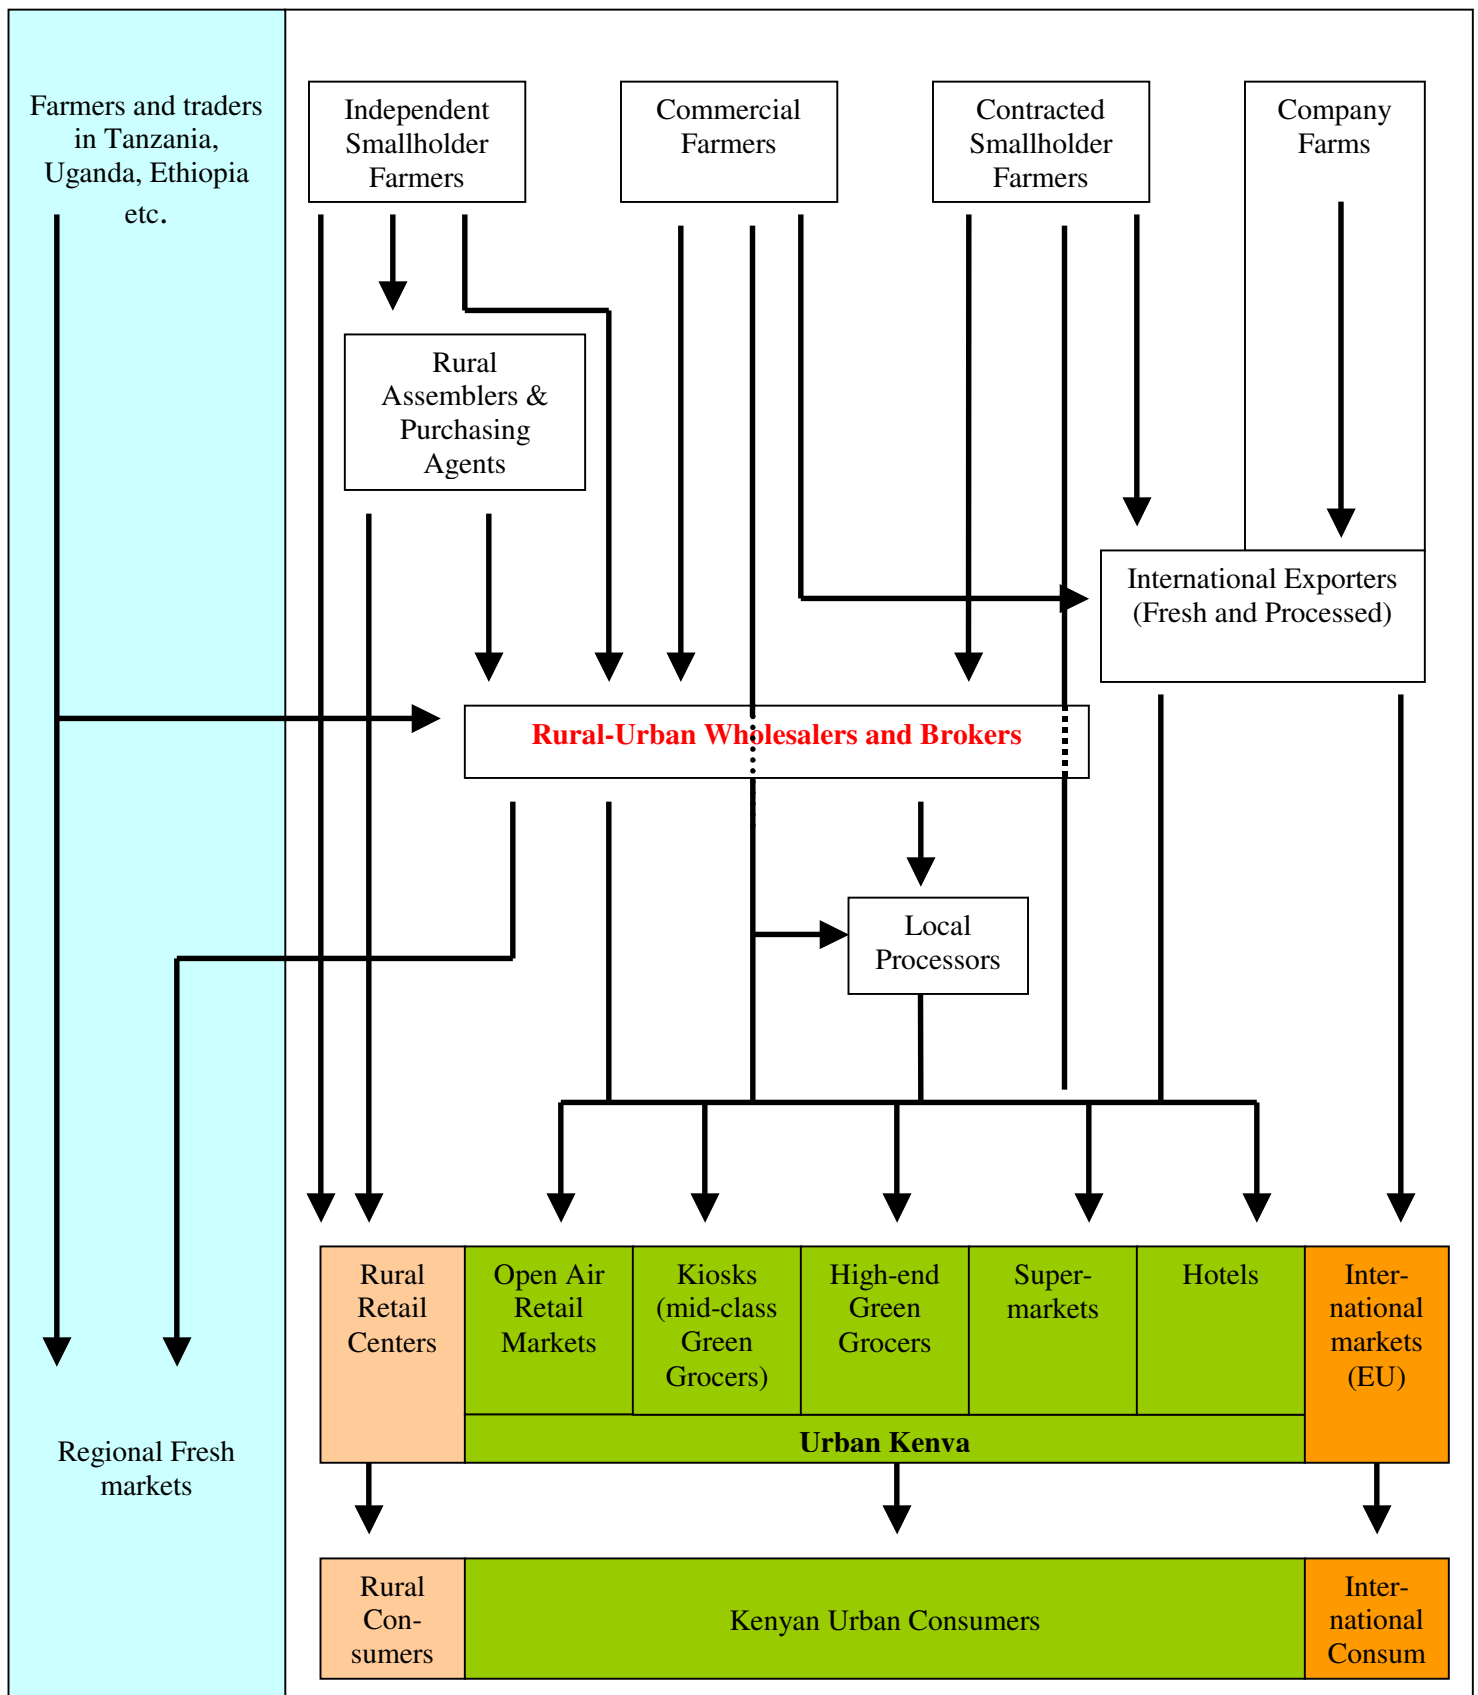 Farmers and traders
in Tanzania,
Uganda, Ethiopia
etc.
Independent
Smallholder
Farmers
Commercial
Farmers
Contracted
Smallholder
Farmers
Company
Farms
Rural
Assemblers &
Purchasing
Agents
International Exporters
(Fresh and Processed)
Rural-Urban Wholesalers and Brokers
Local
Processors
Rural
Retail
Centers
Open Air
Retail
Markets
Kiosks
(mid-class
Green
Grocers)
High-end
Green
Grocers
Super-
markets
Hotels
Inter-
national
markets
(EU)
Urban Kenva
Regional Fresh
markets
Rural
Con-
sumers
Kenyan Urban Consumers
Inter-
national
Consum